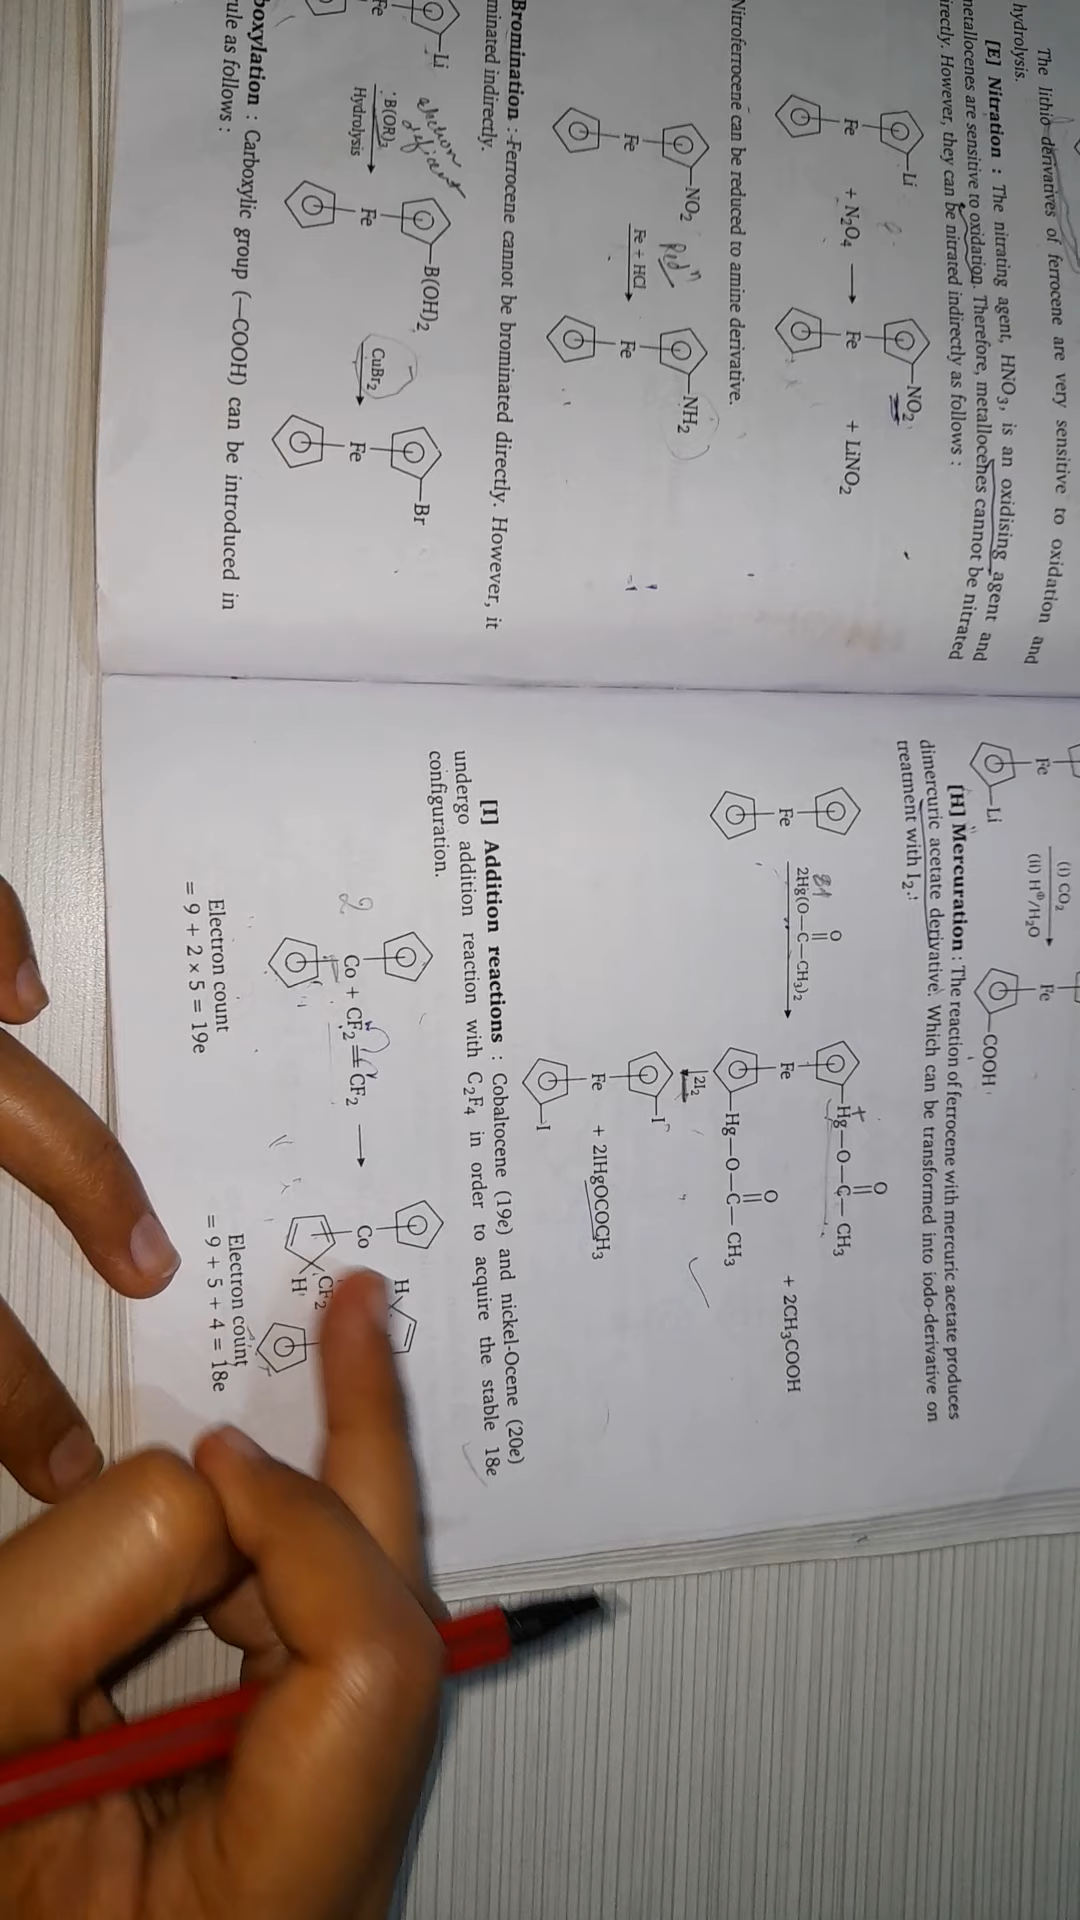 The lithio derivatives of ferrocene are very sensitive to oxidation and
hydrolysis.
[E] Nitration : The nitrating agent, HNO3, is an oxidising agent and
metallocenes are sensitive to oxidation. Therefore, metallocenes cannot be nitrated
irectly. However, they can be nitrated indirectly as follows :
Li
Fe + N2O4 ⟶ Fe + LiNO2
NO2
Nitroferrocene can be reduced to amine derivative.
NO2 Redn NH2
Fe Fe + HCl Fe
Bromination : Ferrocene cannot be brominated directly. However, it
minated indirectly.
Li B(OH)2 Br
Fe B(OR)3 Fe CuBr2 Fe
Hydrolysis
deficient
boxylation : Carboxylic group (—COOH) can be introduced in
ule as follows :
Fe (i) CO2 Fe
(ii) H⊕/H2O
Li COOH
[H] Mercuration : The reaction of ferrocene with mercuric acetate produces
dimercuric acetate derivative. Which can be transformed into iodo-derivative on
treatment with I2.
O
Hg—O—C—CH3
O
Fe 2Hg(O—C—CH3)2 Fe + 2CH3COOH
O
Hg—O—C—CH3
2I2
I
Fe + 2IHgOCOCH3
I
[I] Addition reactions : Cobaltocene (19e) and nickel-Ocene (20e)
undergo addition reaction with C2F4 in order to acquire the stable 18e
configuration.
H
2 Co + CF2=CF2 ⟶ Co
CF2
H
Electron count Electron count
= 9 + 2 × 5 = 19e = 9 + 5 + 4 = 18e